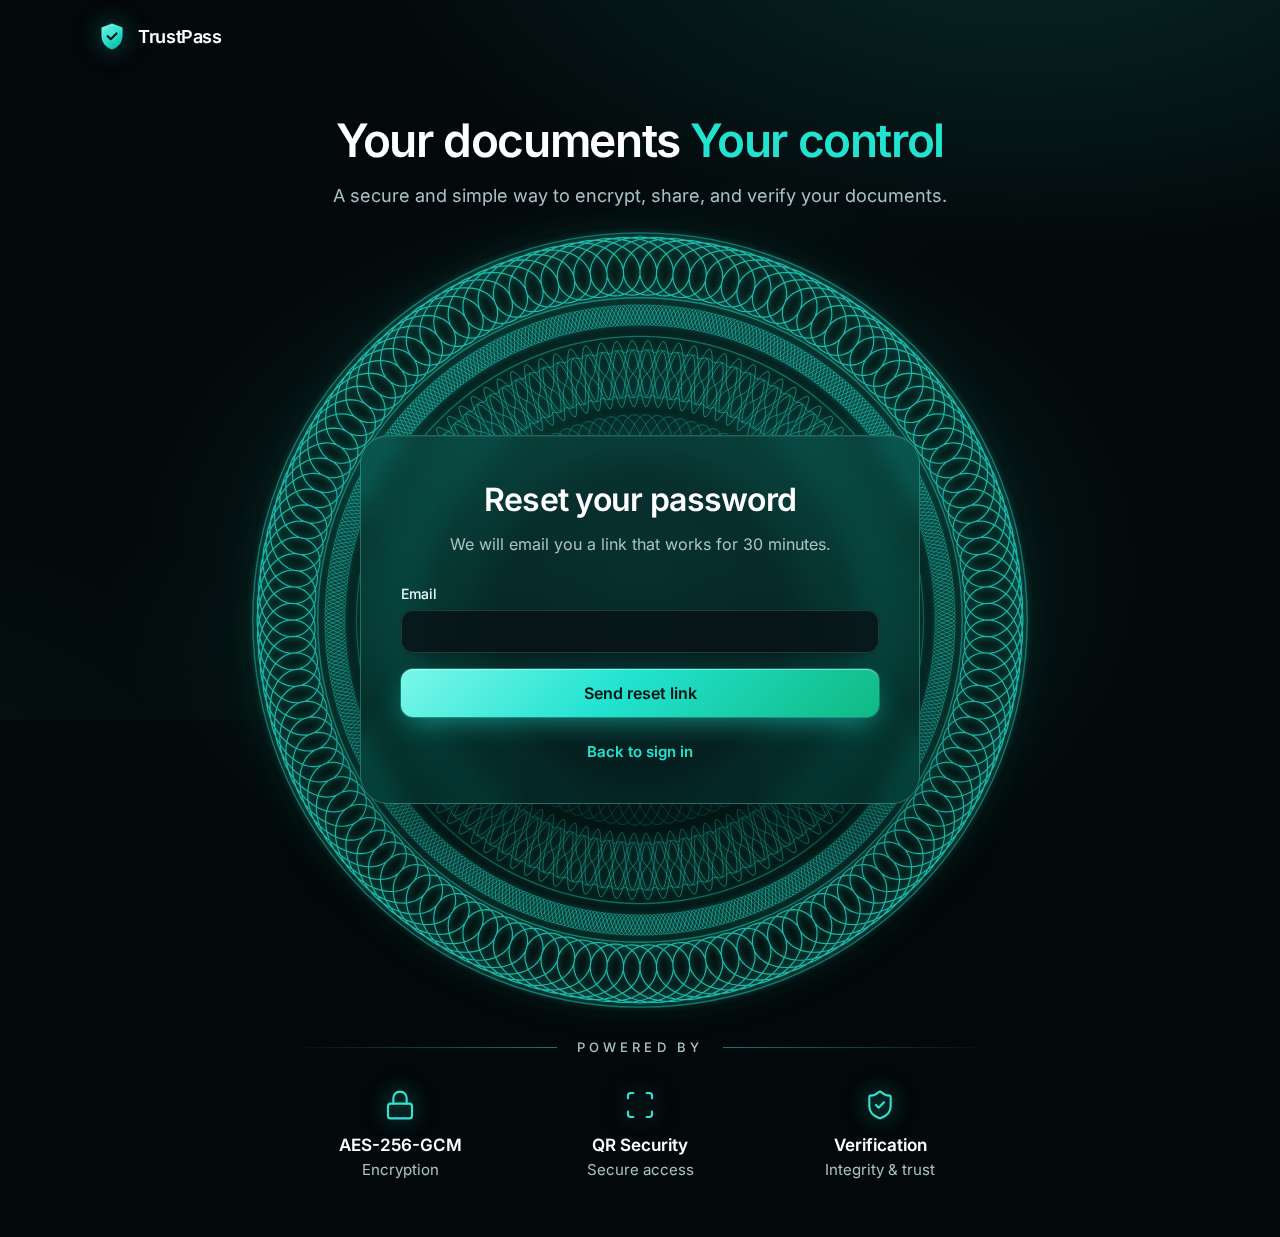 TrustPass
Your documents Your control
A secure and simple way to encrypt, share, and verify your documents.
Reset your password
We will email you a link that works for 30 minutes.
Email
Send reset link
Back to sign in
POWERED BY
AES-256-GCM
Encryption
QR Security
Secure access
Verification
Integrity & trust